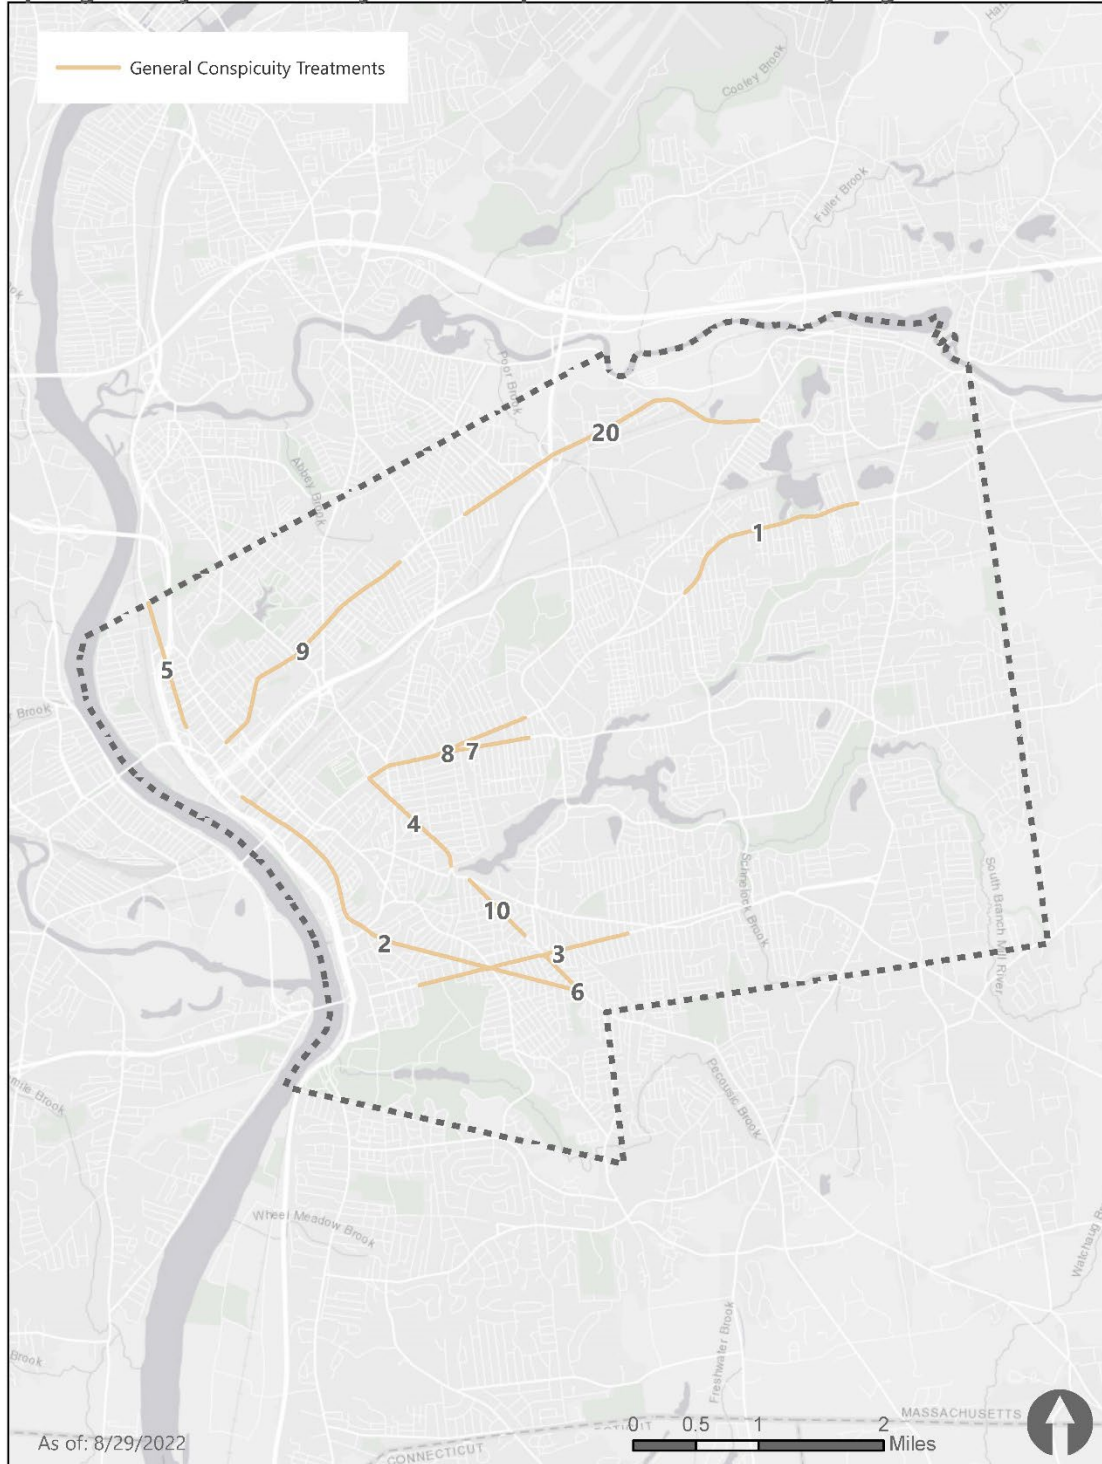 General Conspicuity Treatments
Cooley Brook
Fuller Brook
Poor Brook
20
Abbey Brook
1
9
5
Brook
8
7
4
Schneelock Brook
South Branch Mill River
10
2
3
6
Pecousic Brook
mile Brook
Wheel Meadow Brook
Brook
Freshwater Brook
MASSACHUSETTS
CONNECTICUT
0 0.5 1 2
Miles
As of: 8/29/2022